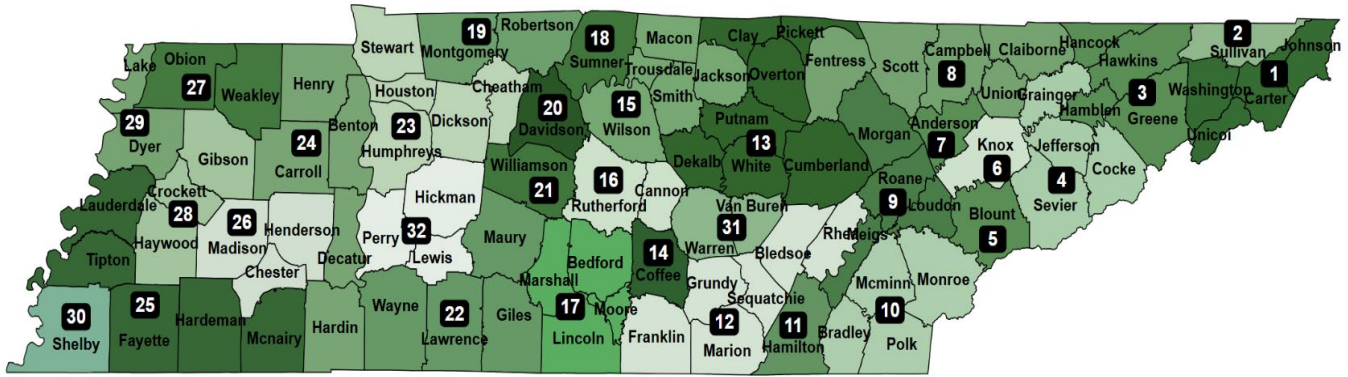 19
Robertson
18
Macon
Clay
Pickett
Stewart
Montgomery
Sumner
Trousdale
Jackson
Overton
Fentress
Scott
Campbell
8
Claiborne
Hancock
Hawkins
2
Sullivan
Johnson
1
Carter
Lake
Obion
27
Weakley
Henry
Houston
Cheatham
20
Davidson
15
Wilson
Smith
Putnam
13
White
Morgan
Anderson
7
Union
Grainger
Hamblen
3
Greene
Washington
Unicoi
29
Dyer
Gibson
24
Carroll
Benton
23
Humphreys
Dickson
Williamson
21
16
Rutherford
Cannon
Dekalb
Cumberland
Roane
9
Loudon
Knox
6
Jefferson
4
Sevier
Cocke
Lauderdale
Crockett
28
Haywood
26
Madison
Henderson
Decatur
Perry
32
Hickman
Lewis
Maury
Marshall
Bedford
14
Coffee
Van Buren
31
Warren
Bledsoe
Rhea
Meigs
Blount
5
Monroe
Tipton
Chester
Grundy
Sequatchie
Mcminn
10
30
Shelby
25
Fayette
Hardeman
Mcnairy
Hardin
Wayne
22
Lawrence
Giles
17
Lincoln
Moore
Franklin
12
Marion
11
Hamilton
Bradley
Polk